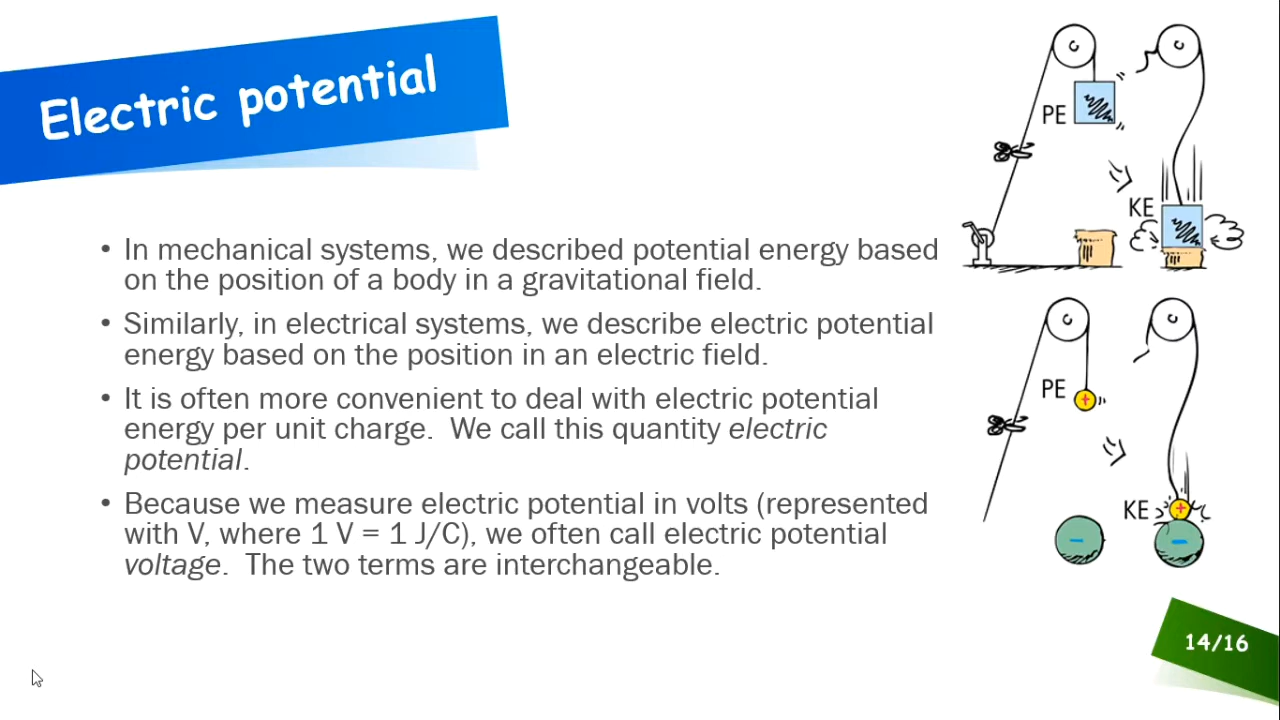 Electric potential
• In mechanical systems, we described potential energy based
on the position of a body in a gravitational field.
• Similarly, in electrical systems, we describe electric potential
energy based on the position in an electric field.
• It is often more convenient to deal with electric potential
energy per unit charge.  We call this quantity electric
potential.
• Because we measure electric potential in volts (represented
with V, where 1 V = 1 J/C), we often call electric potential
voltage.  The two terms are interchangeable.
PE
KE
PE
+
KE
+
-
-
14/16